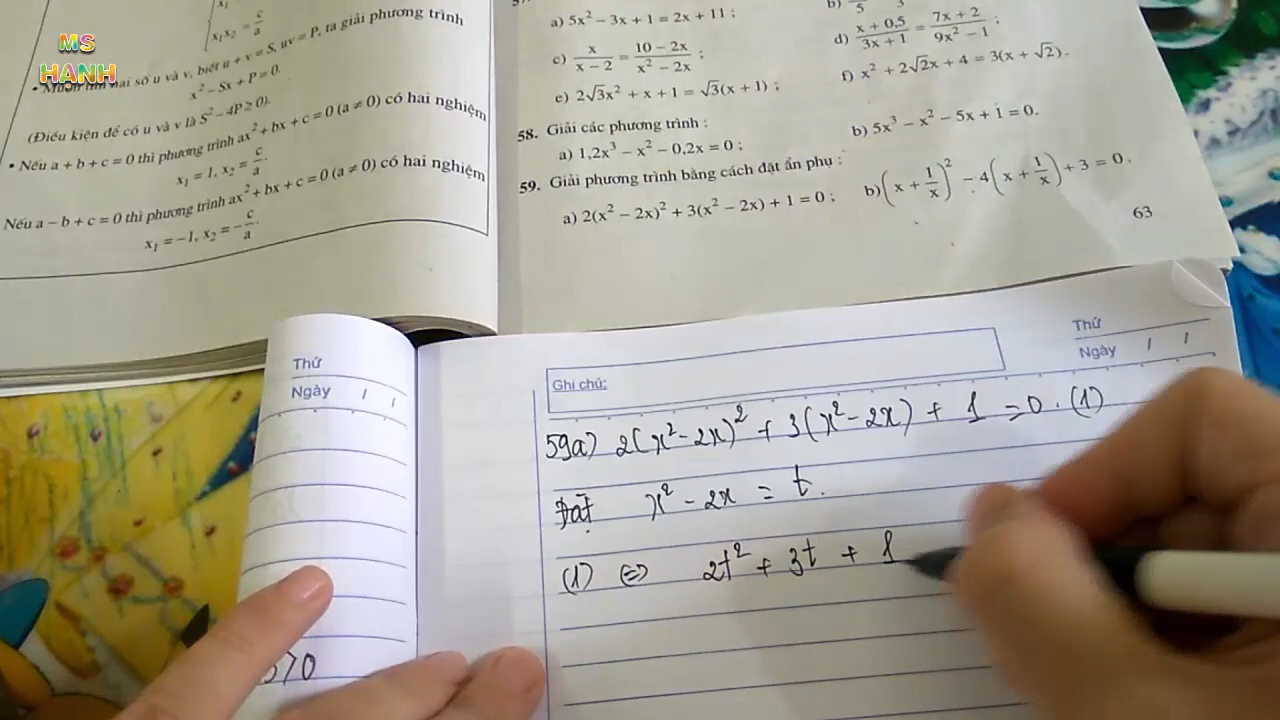 MS
HẠNH
x₁x₂ = c/a
• Muốn tìm hai số u và v, biết u + v = S, uv = P, ta giải phương trình
x² − Sx + P = 0.
(Điều kiện để có u và v là S² − 4P ≥ 0).
• Nếu a + b + c = 0 thì phương trình ax² + bx + c = 0 (a ≠ 0) có hai nghiệm
x₁ = 1, x₂ = c/a.
Nếu a − b + c = 0 thì phương trình ax² + bx + c = 0 (a ≠ 0) có hai nghiệm
x₁ = −1, x₂ = −c/a.
a) 5x² − 3x + 1 = 2x + 11 ;
b)
c) x/(x − 2) = (10 − 2x)/(x² − 2x) ;
d) (x + 0,5)/(3x + 1) = (7x + 2)/(9x² − 1) ;
e) 2√3x² + x + 1 = √3(x + 1) ;
f) x² + 2√2x + 4 = 3(x + √2).
58. Giải các phương trình :
a) 1,2x³ − x² − 0,2x = 0 ;
b) 5x³ − x² − 5x + 1 = 0.
59. Giải phương trình bằng cách đặt ẩn phụ :
a) 2(x² − 2x)² + 3(x² − 2x) + 1 = 0 ;
b) (x + 1/x)² − 4(x + 1/x) + 3 = 0.
63
Thứ
Ngày / /
>0
Thứ
Ngày / /
Ghi chú:
59a) 2(x² − 2x)² + 3(x² − 2x) + 1 = 0. (1)
Đặt x² − 2x = t.
(1) ⇔ 2t² + 3t + 1